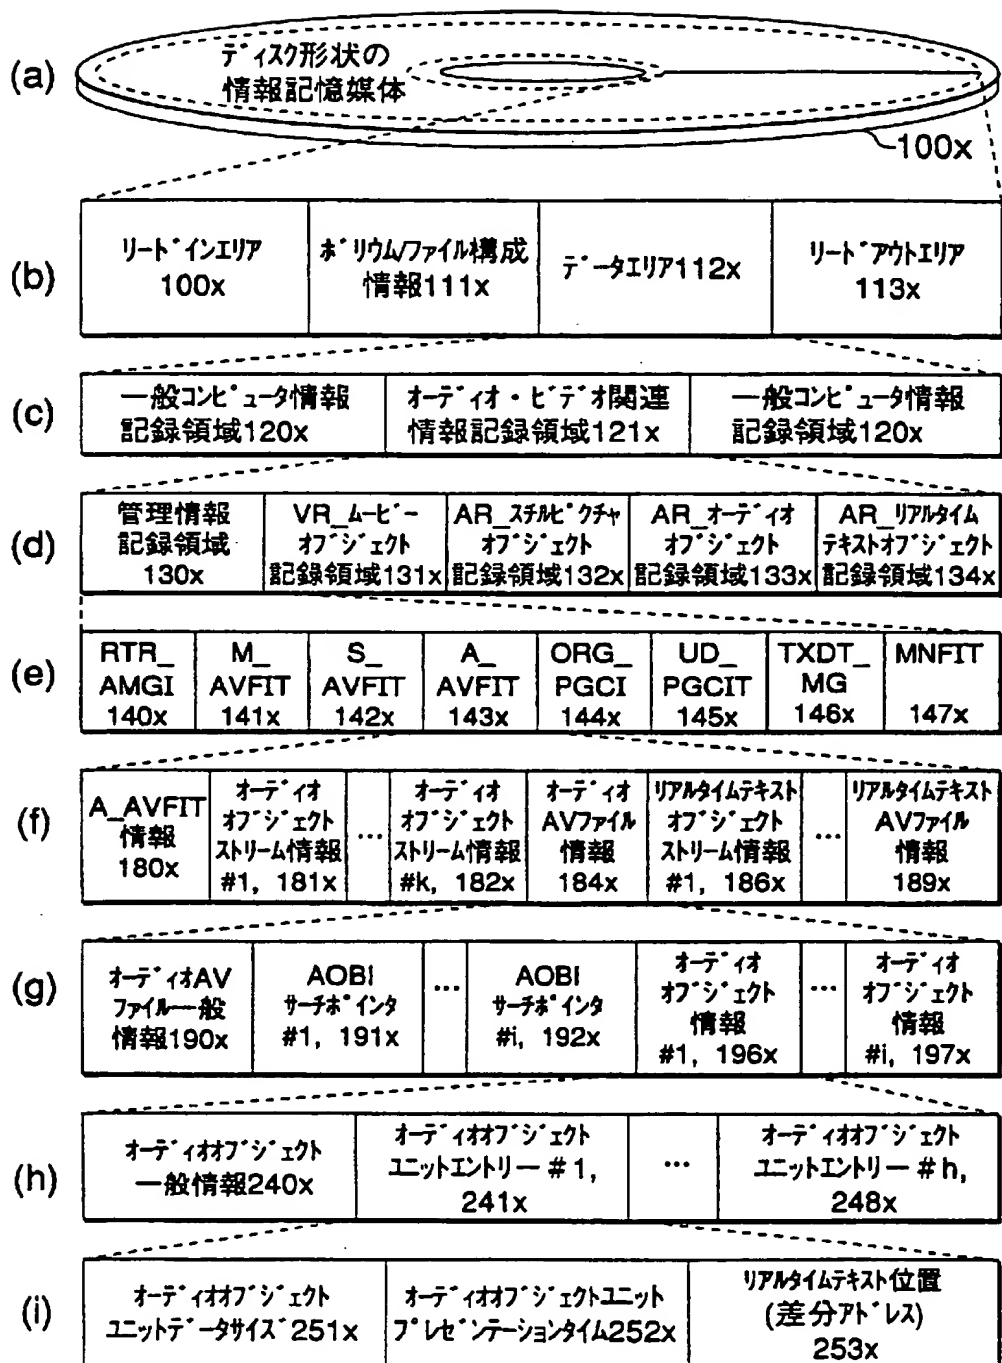 (a)
ディスク形状の
情報記憶媒体
100x
(b)
リードインエリア
100x
ボリウム/ファイル構成
情報111x
データエリア112x
リードアウトエリア
113x
(c)
一般コンピュータ情報
記録領域120x
オーディオ・ビデオ関連
情報記録領域121x
一般コンピュータ情報
記録領域120x
(d)
管理情報
記録領域
130x
VR_ムービー
オブジェクト
記録領域131x
AR_スチルピクチャ
オブジェクト
記録領域132x
AR_オーディオ
オブジェクト
記録領域133x
AR_リアルタイム
テキストオブジェクト
記録領域134x
(e)
RTR_
AMGI
140x
M_
AVFIT
141x
S_
AVFIT
142x
A_
AVFIT
143x
ORG_
PGCI
144x
UD_
PGCIT
145x
TXDT_
MG
146x
MNFIT
147x
(f)
A_AVFIT
情報
180x
オーディオ
オブジェクト
ストリーム情報
#1, 181x
...
オーディオ
オブジェクト
ストリーム情報
#k, 182x
オーディオ
AVファイル
情報
184x
リアルタイムテキスト
オブジェクト
ストリーム情報
#1, 186x
...
リアルタイムテキスト
AVファイル
情報
189x
(g)
オーディオAV
ファイル一般
情報190x
AOBI
サーチポインタ
#1, 191x
...
AOBI
サーチポインタ
#i, 192x
オーディオ
オブジェクト
情報
#1, 196x
...
オーディオ
オブジェクト
情報
#i, 197x
(h)
オーディオオブジェクト
一般情報240x
オーディオオブジェクト
ユニットエントリー#1,
241x
...
オーディオオブジェクト
ユニットエントリー#h,
248x
(i)
オーディオオブジェクト
ユニットデータサイズ251x
オーディオオブジェクトユニット
プレゼンテーションタイム252x
リアルタイムテキスト位置
(差分アドレス)
253x